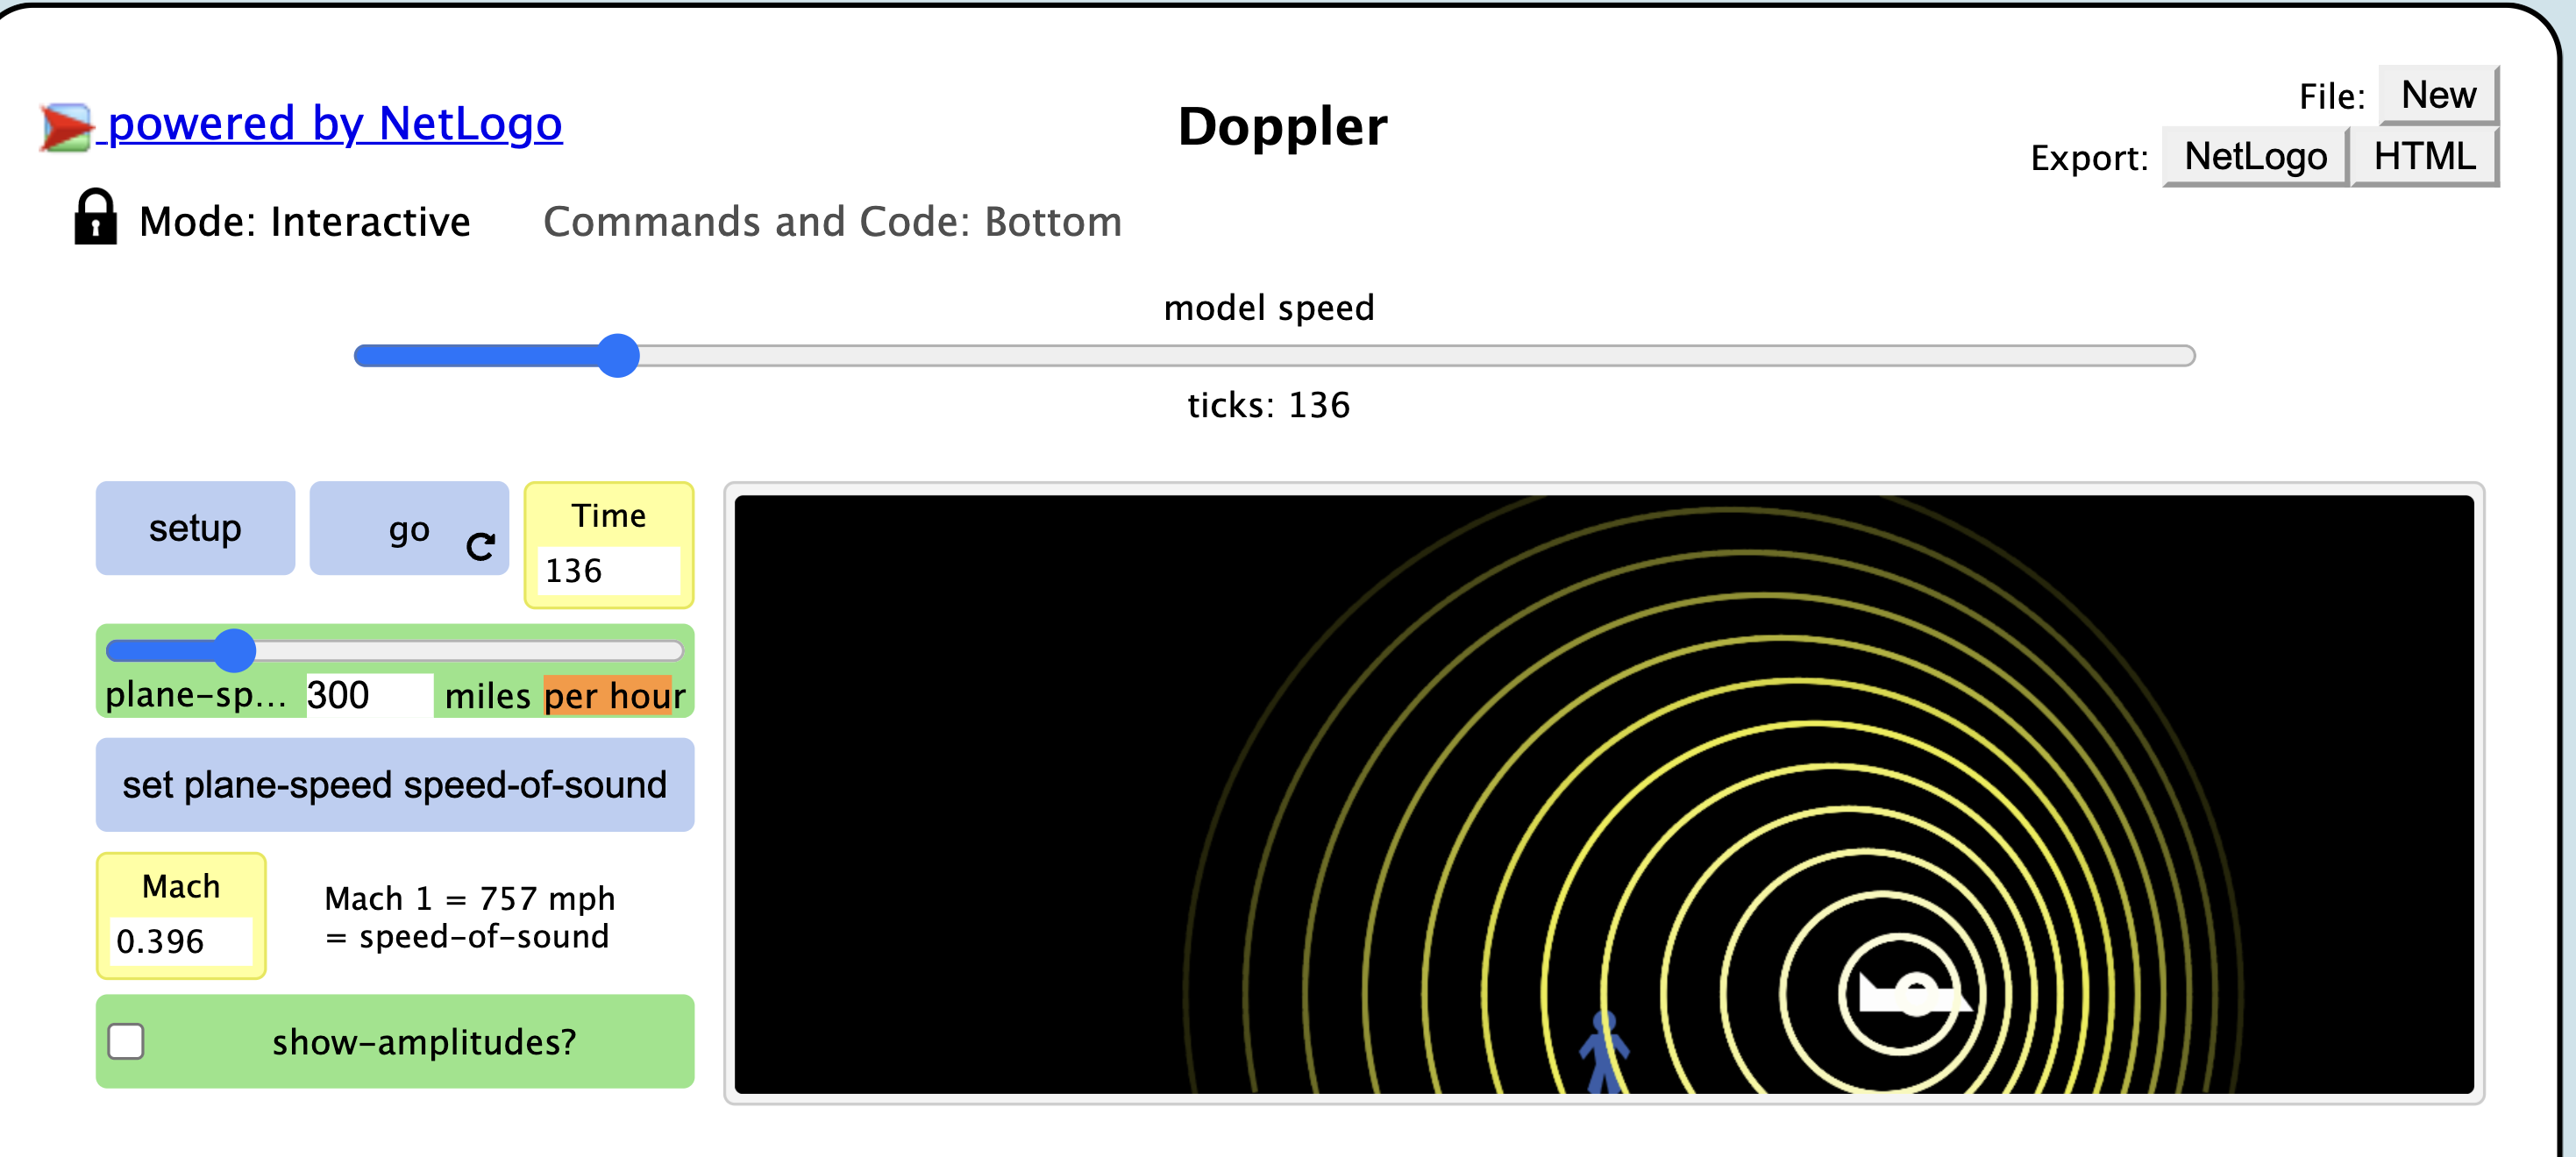 powered by NetLogo
Doppler
File: New
Export: NetLogo HTML
Mode: Interactive
Commands and Code: Bottom
model speed
ticks: 136
setup
go
Time
136
plane-sp... 300 miles per hour
set plane-speed speed-of-sound
Mach
0.396
Mach 1 = 757 mph
= speed-of-sound
show-amplitudes?